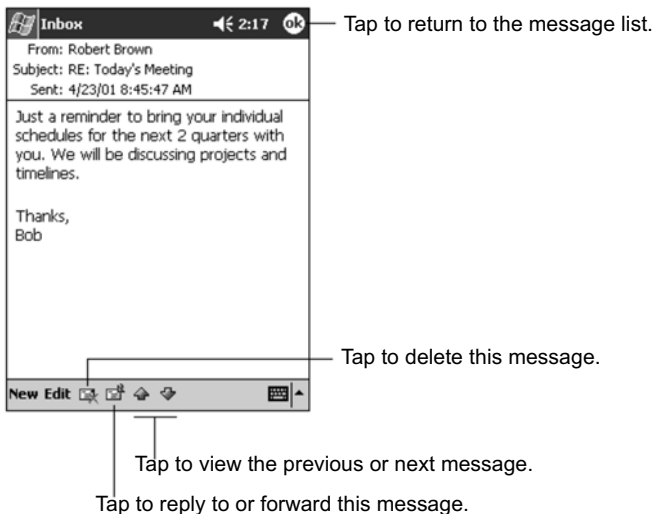 Inbox 2:17 ok
Tap to return to the message list.
From: Robert Brown
Subject: RE: Today's Meeting
Sent: 4/23/01 8:45:47 AM
Just a reminder to bring your individual
schedules for the next 2 quarters with
you. We will be discussing projects and
timelines.
Thanks,
Bob
Tap to delete this message.
New Edit
Tap to view the previous or next message.
Tap to reply to or forward this message.